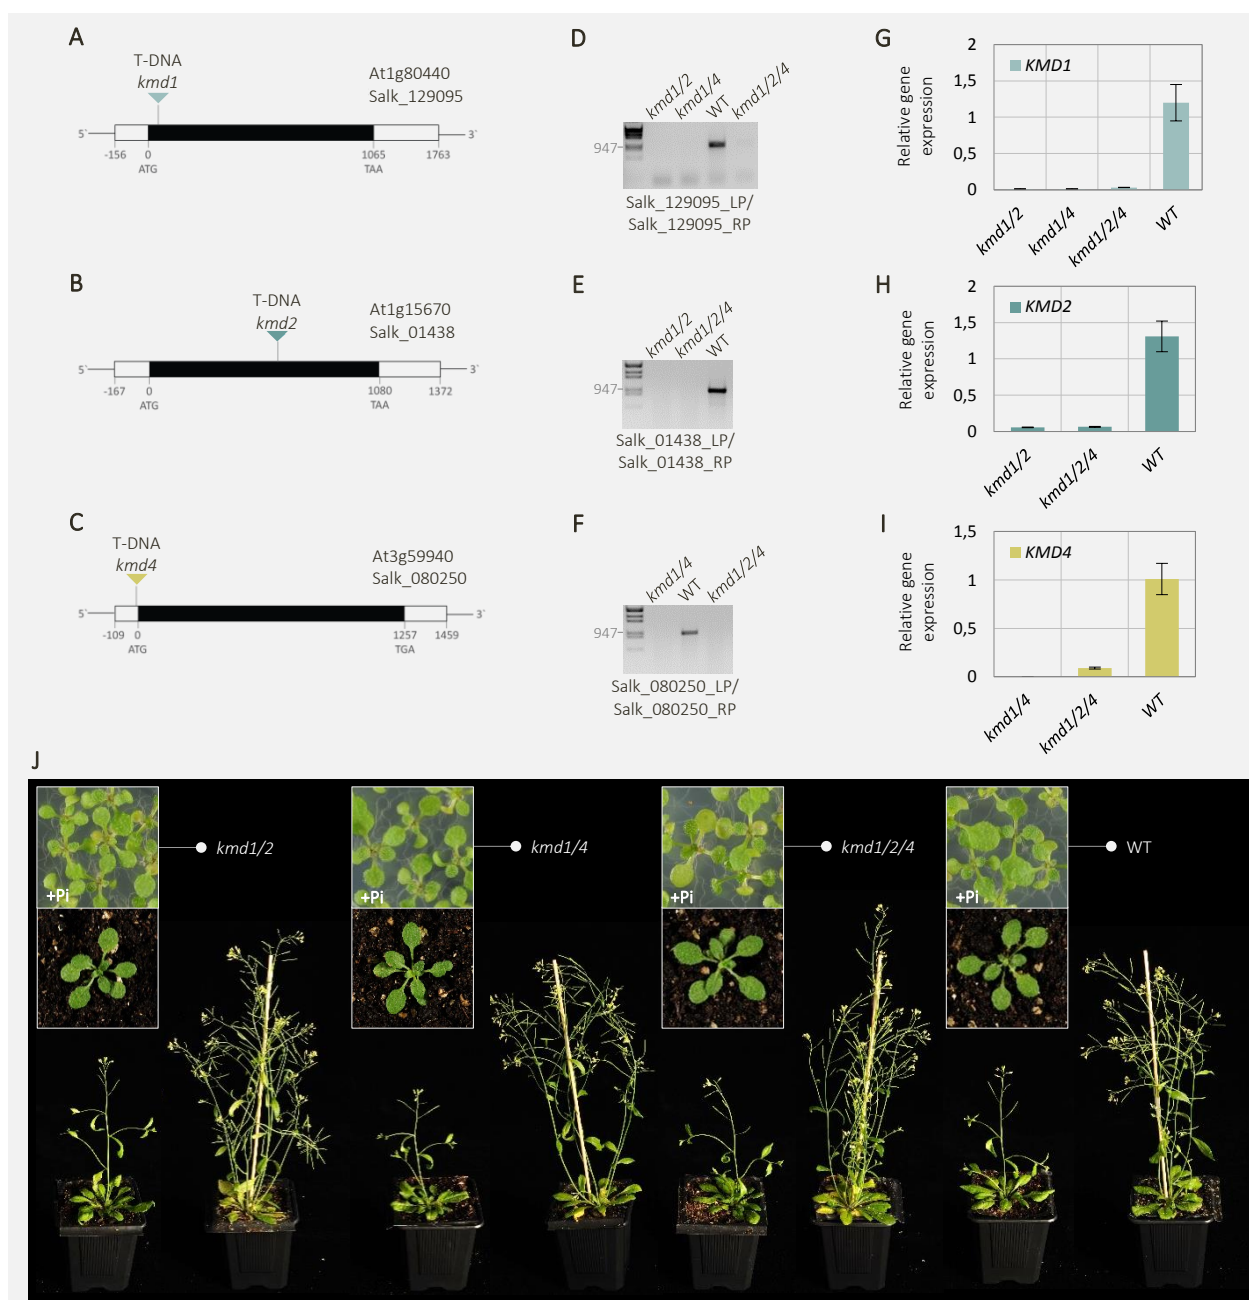 A
T-DNA
kmd1
At1g80440
Salk_129095
5`
3`
-156
0
1065
1763
ATG
TAA
D
kmd1/2
kmd1/4
WT
kmd1/2/4
947
Salk_129095_LP/
Salk_129095_RP
G
Relative gene
expression
2
1,5
1
0,5
0
KMD1
kmd1/2
kmd1/4
kmd1/2/4
WT
B
T-DNA
kmd2
At1g15670
Salk_01438
5`
3`
-167
0
1080
1372
ATG
TAA
E
kmd1/2
kmd1/2/4
WT
947
Salk_01438_LP/
Salk_01438_RP
H
Relative gene
expression
2
1,5
1
0,5
0
KMD2
kmd1/2
kmd1/2/4
WT
C
T-DNA
kmd4
At3g59940
Salk_080250
5`
3`
-109
0
1257
1459
ATG
TGA
F
kmd1/4
WT
kmd1/2/4
947
Salk_080250_LP/
Salk_080250_RP
I
Relative gene
expression
1,5
1
0,5
0
KMD4
kmd1/4
kmd1/2/4
WT
J
+Pi
kmd1/2
+Pi
kmd1/4
+Pi
kmd1/2/4
+Pi
WT